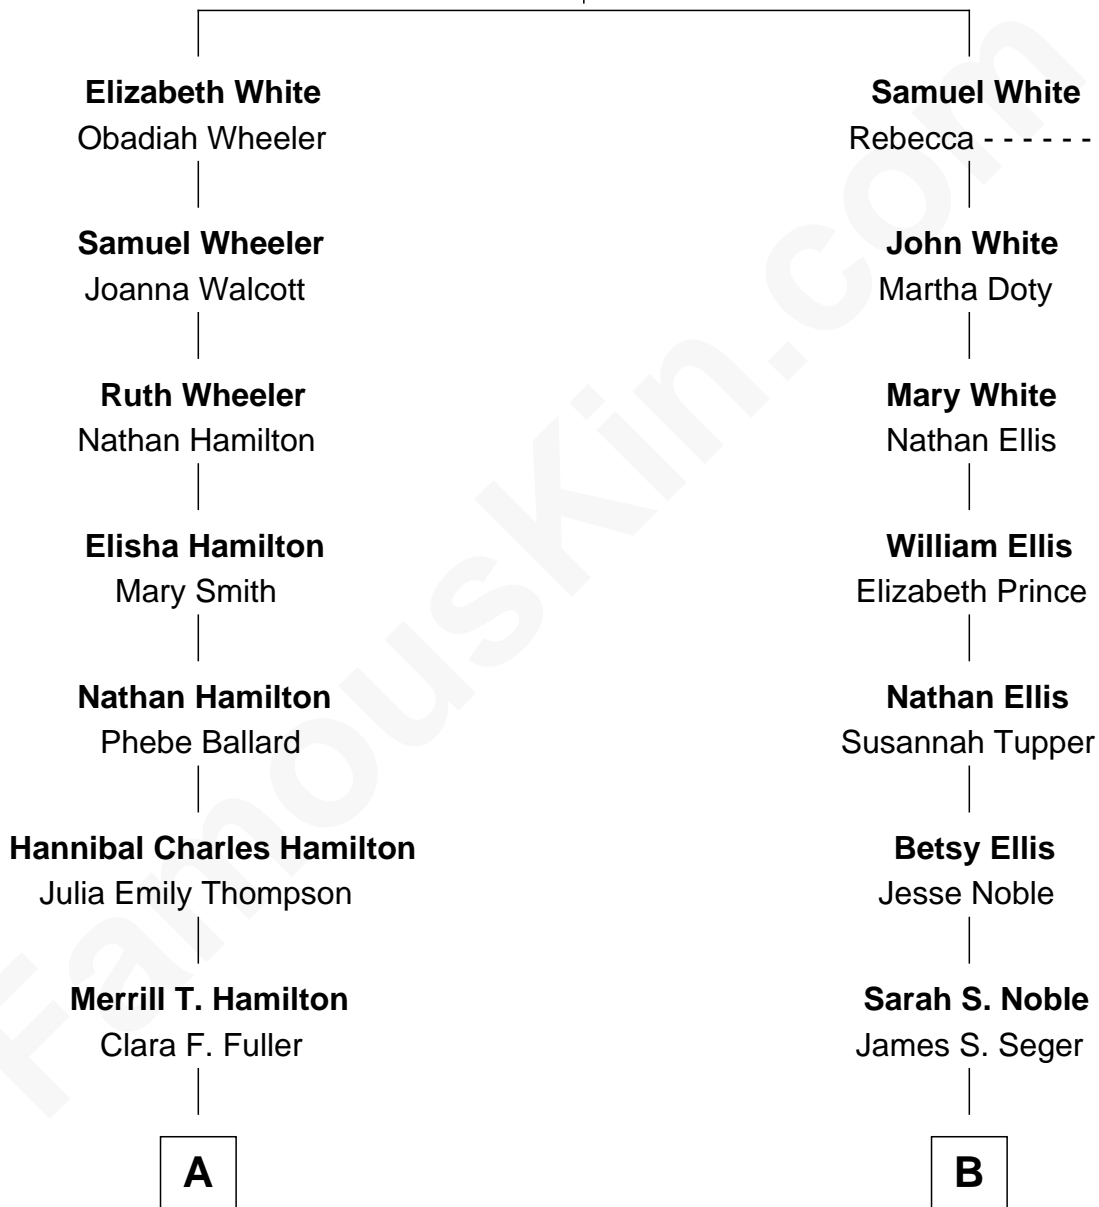 Elizabeth White
Obadiah Wheeler
Samuel Wheeler
Joanna Walcott
Ruth Wheeler
Nathan Hamilton
Elisha Hamilton
Mary Smith
Nathan Hamilton
Phebe Ballard
Hannibal Charles Hamilton
Julia Emily Thompson
Merrill T. Hamilton
Clara F. Fuller
A
Samuel White
Rebecca - - - - - -
John White
Martha Doty
Mary White
Nathan Ellis
William Ellis
Elizabeth Prince
Nathan Ellis
Susannah Tupper
Betsy Ellis
Jesse Noble
Sarah S. Noble
James S. Seger
B
FamousKin.com